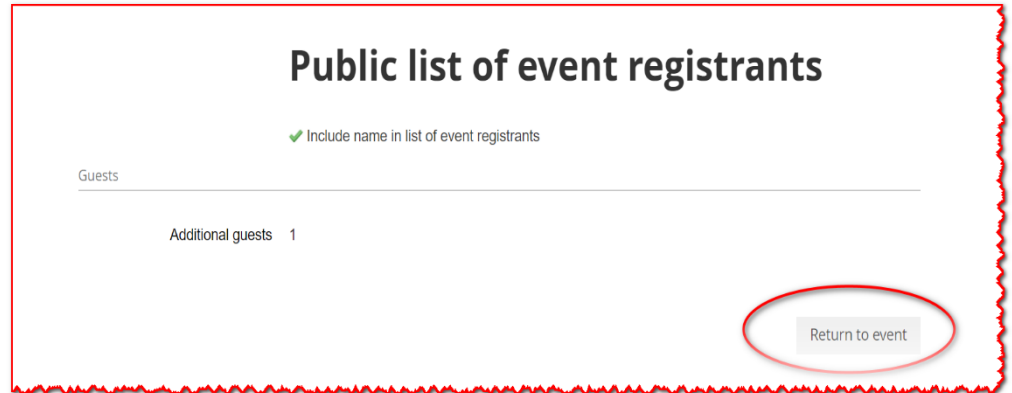 Public list of event registrants
Include name in list of event registrants
Guests
Additional guests 1
Return to event